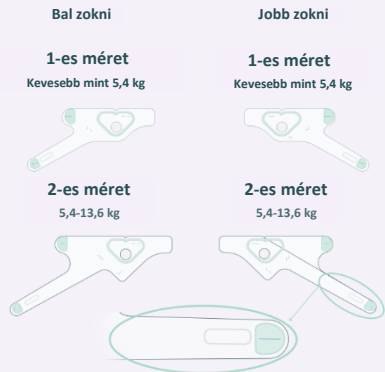 Bal zokni
Jobb zokni
1-es méret
Kevesebb mint 5,4 kg
1-es méret
Kevesebb mint 5,4 kg
2-es méret
5,4-13,6 kg
2-es méret
5,4-13,6 kg